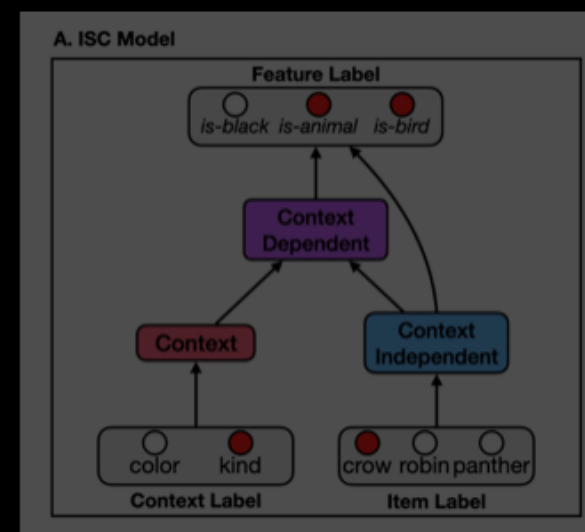 A. ISC Model
Feature Label
is-black is-animal is-bird
Context
Dependent
Context
Context
Independent
color kind
crow robin panther
Context Label
Item Label